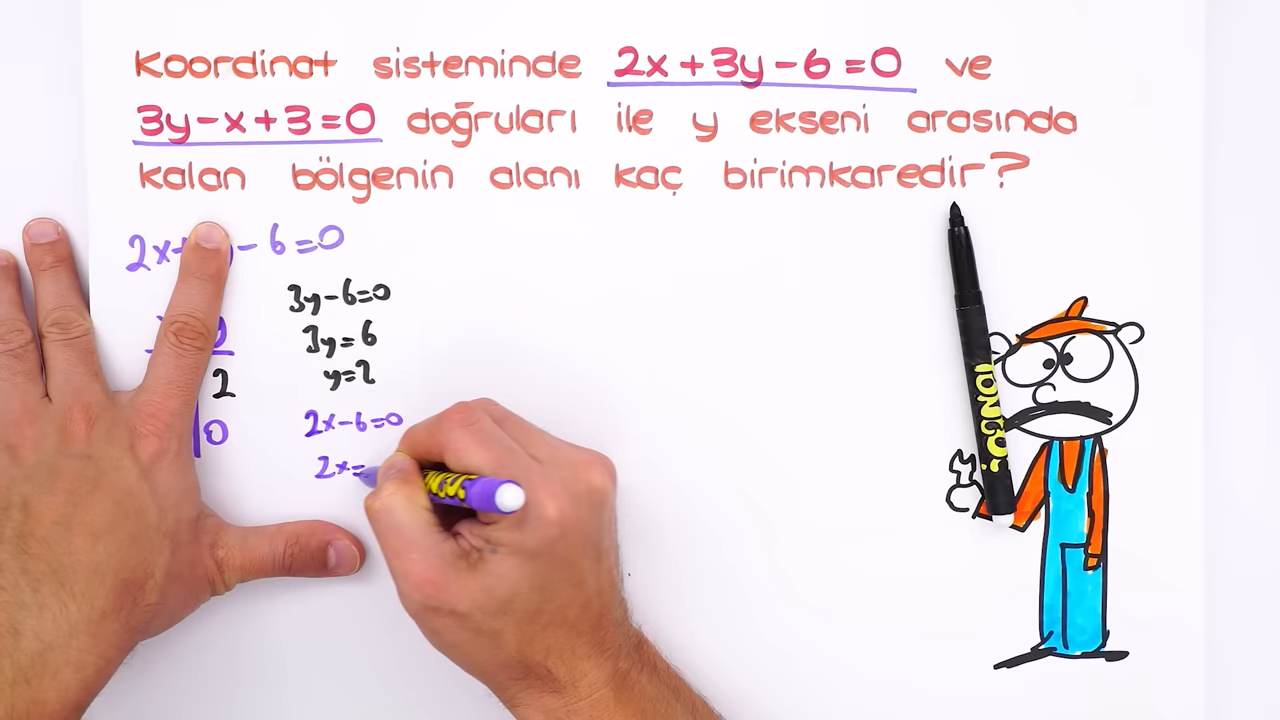 Koordinat sisteminde 2x+3y-6=0 ve
3y-x+3=0 doğruları ile y ekseni arasında
kalan bölgenin alanı kaç birimkaredir?
2x+ - 6=0
3y-6=0
3y=6
y
y=2
2
2x-6=0
0
2x=